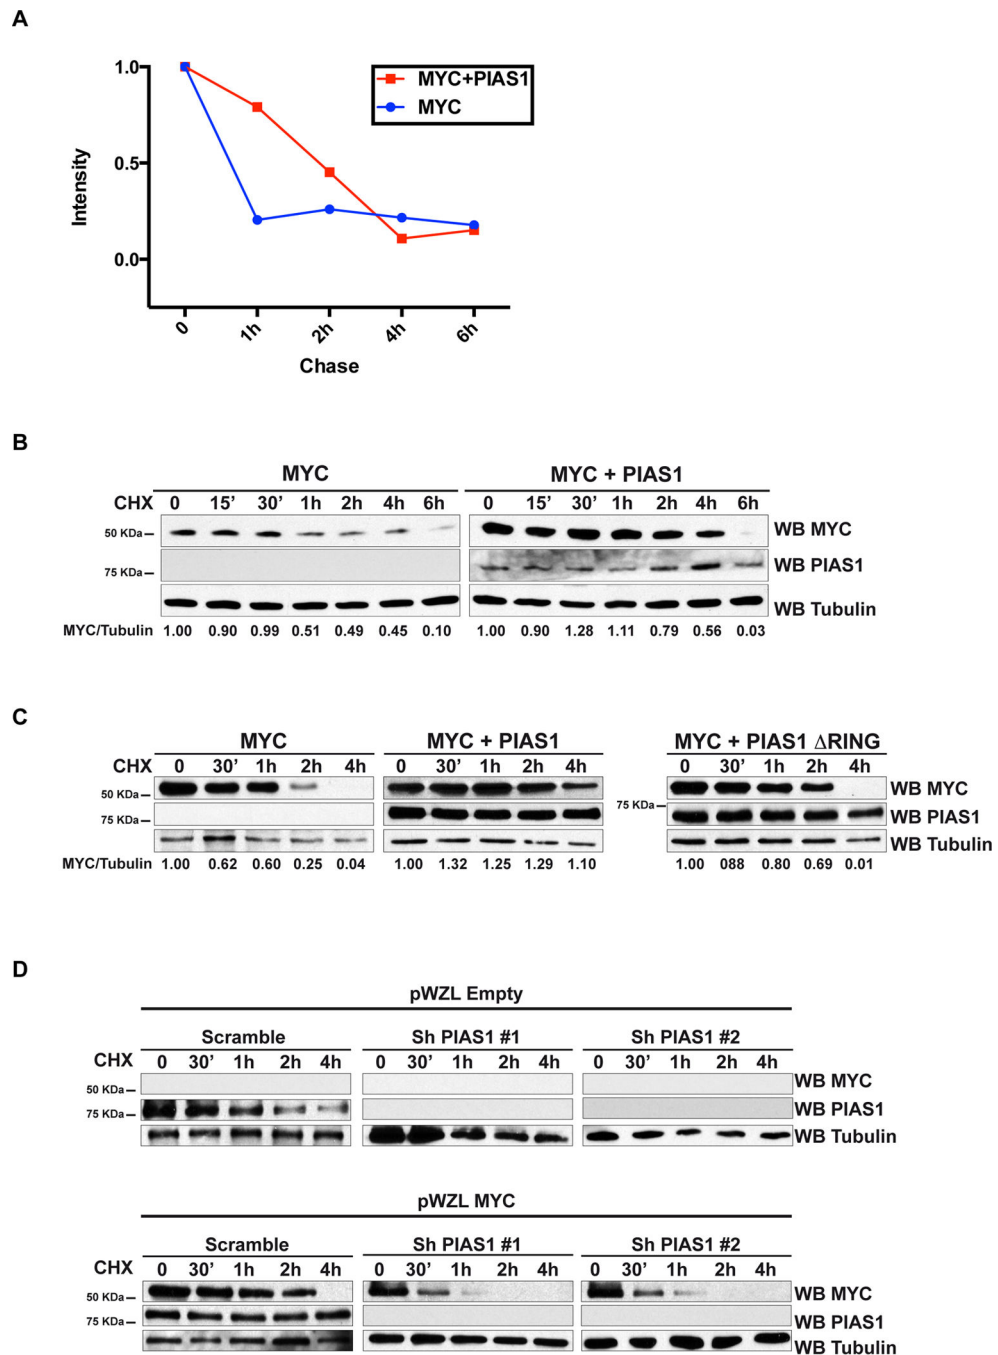 A
1.0
0.5
0.0
Intensity
MYC+PIAS1
MYC
0 1h 2h 4h 6h
Chase
B
MYC MYC + PIAS1
CHX 0 15’ 30’ 1h 2h 4h 6h 0 15’ 30’ 1h 2h 4h 6h
50 KDa WB MYC
75 KDa WB PIAS1
WB Tubulin
MYC/Tubulin 1.00 0.90 0.99 0.51 0.49 0.45 0.10 1.00 0.90 1.28 1.11 0.79 0.56 0.03
C
MYC MYC + PIAS1 MYC + PIAS1 ΔRING
CHX 0 30’ 1h 2h 4h 0 30’ 1h 2h 4h 0 30’ 1h 2h 4h
50 KDa WB MYC
75 KDa 75 KDa WB PIAS1
WB Tubulin
MYC/Tubulin 1.00 0.62 0.60 0.25 0.04 1.00 1.32 1.25 1.29 1.10 1.00 088 0.80 0.69 0.01
D
pWZL Empty
Scramble Sh PIAS1 #1 Sh PIAS1 #2
CHX 0 30’ 1h 2h 4h 0 30’ 1h 2h 4h 0 30’ 1h 2h 4h
50 KDa WB MYC
75 KDa WB PIAS1
WB Tubulin
pWZL MYC
Scramble Sh PIAS1 #1 Sh PIAS1 #2
CHX 0 30’ 1h 2h 4h 0 30’ 1h 2h 4h 0 30’ 1h 2h 4h
50 KDa WB MYC
75 KDa WB PIAS1
WB Tubulin